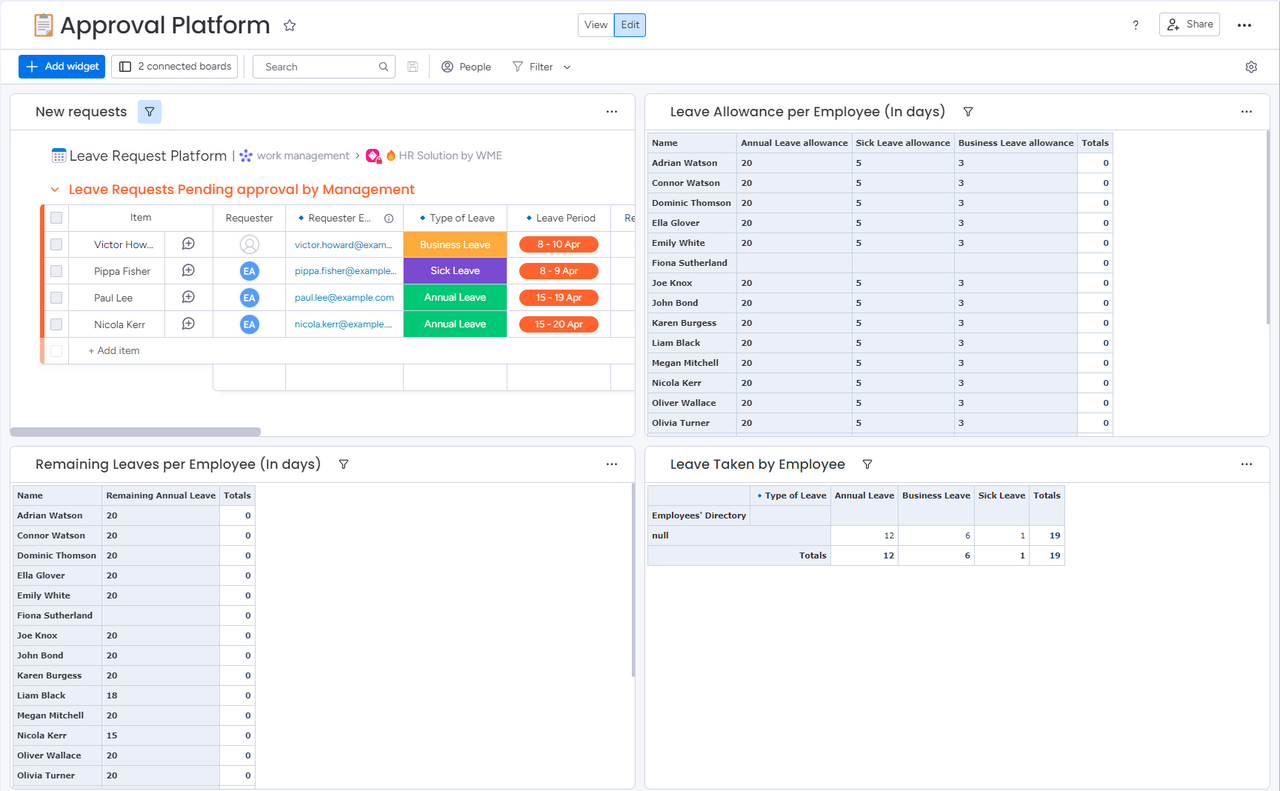 Approval Platform
View Edit
? Share
Add widget 2 connected boards Search People Filter
New requests
Leave Request Platform | work management > HR Solution by WME
Leave Requests Pending approval by Management
Item Requester Requester E... Type of Leave Leave Period Re
Victor How... victor.howard@exam... Business Leave 8 - 10 Apr
Pippa Fisher EA pippa.fisher@example... Sick Leave 8 - 9 Apr
Paul Lee EA paul.lee@example.com Annual Leave 15 - 19 Apr
Nicola Kerr EA nicola.kerr@example.... Annual Leave 15 - 20 Apr
+ Add item
Leave Allowance per Employee (In days)
Name Annual Leave allowance Sick Leave allowance Business Leave allowance Totals
Adrian Watson 20 5 3 0
Connor Watson 20 5 3 0
Dominic Thomson 20 5 3 0
Ella Glover 20 5 3 0
Emily White 20 5 3 0
Fiona Sutherland 0
Joe Knox 20 5 3 0
John Bond 20 5 3 0
Karen Burgess 20 5 3 0
Liam Black 20 5 3 0
Megan Mitchell 20 5 3 0
Nicola Kerr 20 5 3 0
Oliver Wallace 20 5 3 0
Olivia Turner 20 5 3 0
Remaining Leaves per Employee (In days)
Name Remaining Annual Leave Totals
Adrian Watson 20 0
Connor Watson 20 0
Dominic Thomson 20 0
Ella Glover 20 0
Emily White 20 0
Fiona Sutherland 0
Joe Knox 20 0
John Bond 20 0
Karen Burgess 20 0
Liam Black 18 0
Megan Mitchell 20 0
Nicola Kerr 15 0
Oliver Wallace 20 0
Olivia Turner 20 0
Leave Taken by Employee
Type of Leave Annual Leave Business Leave Sick Leave Totals
Employees' Directory
null 12 6 1 19
Totals 12 6 1 19